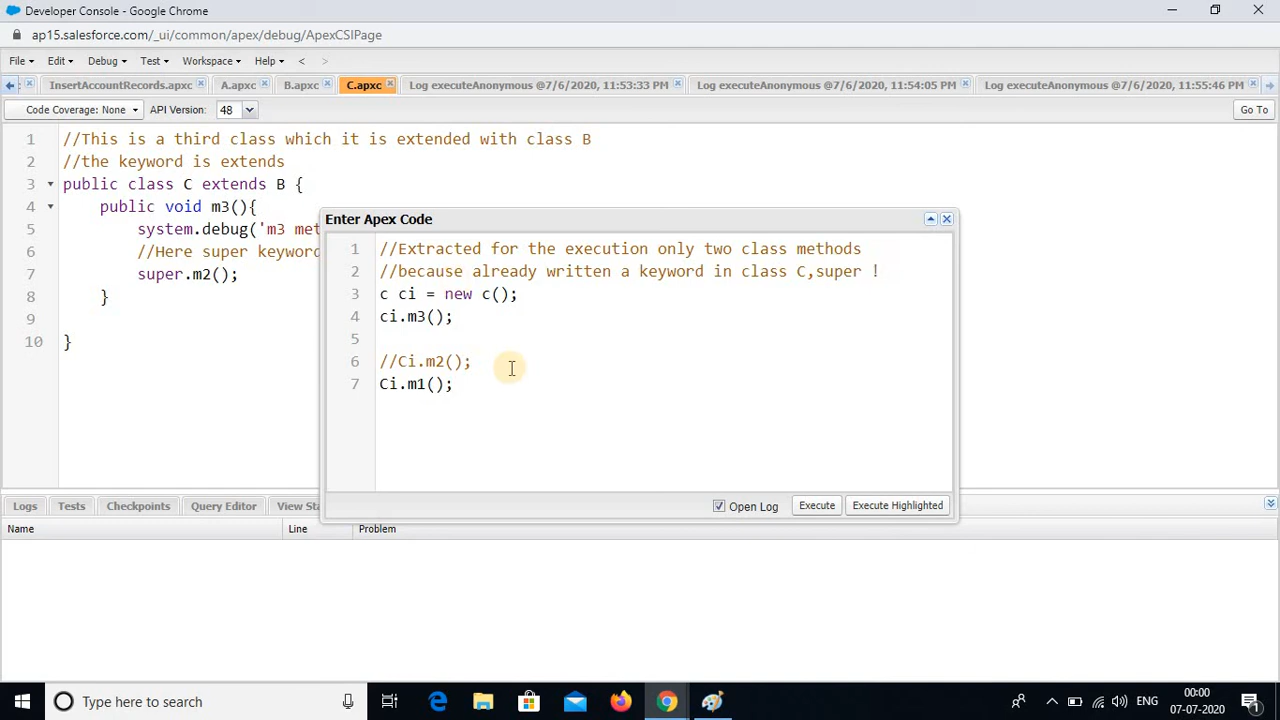 Developer Console - Google Chrome
ap15.salesforce.com/_ui/common/apex/debug/ApexCSIPage
File Edit Debug Test Workspace Help < >
InsertAccountRecords.apxc A.apxc B.apxc C.apxc Log executeAnonymous @7/6/2020, 11:53:33 PM Log executeAnonymous @7/6/2020, 11:54:05 PM Log executeAnonymous @7/6/2020, 11:55:46 PM
Code Coverage: None API Version: 48 Go To
1 //This is a third class which it is extended with class B
2 //the keyword is extends
3 public class C extends B {
4 public void m3(){
5 system.debug('m3 met
6 //Here super keyword
7 super.m2();
8 }
9
10 }
Enter Apex Code
1 //Extracted for the execution only two class methods
2 //because already written a keyword in class C,super !
3 c ci = new c();
4 ci.m3();
5
6 //Ci.m2();
7 Ci.m1();
Open Log Execute Execute Highlighted
Logs Tests Checkpoints Query Editor View Sta
Name Line Problem
Type here to search
ENG
00:00
07-07-2020
1